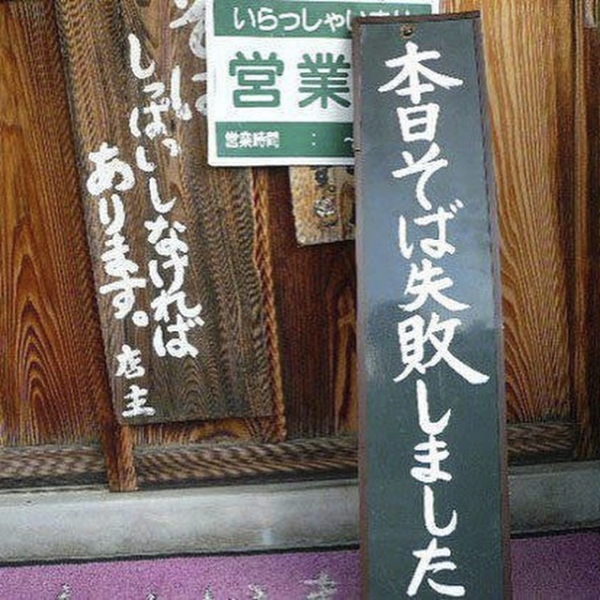 いらっしゃいませ
営業
営業時間 : ~
本日そば失敗しました
そば
しっぱいしなければ
あります。
店主